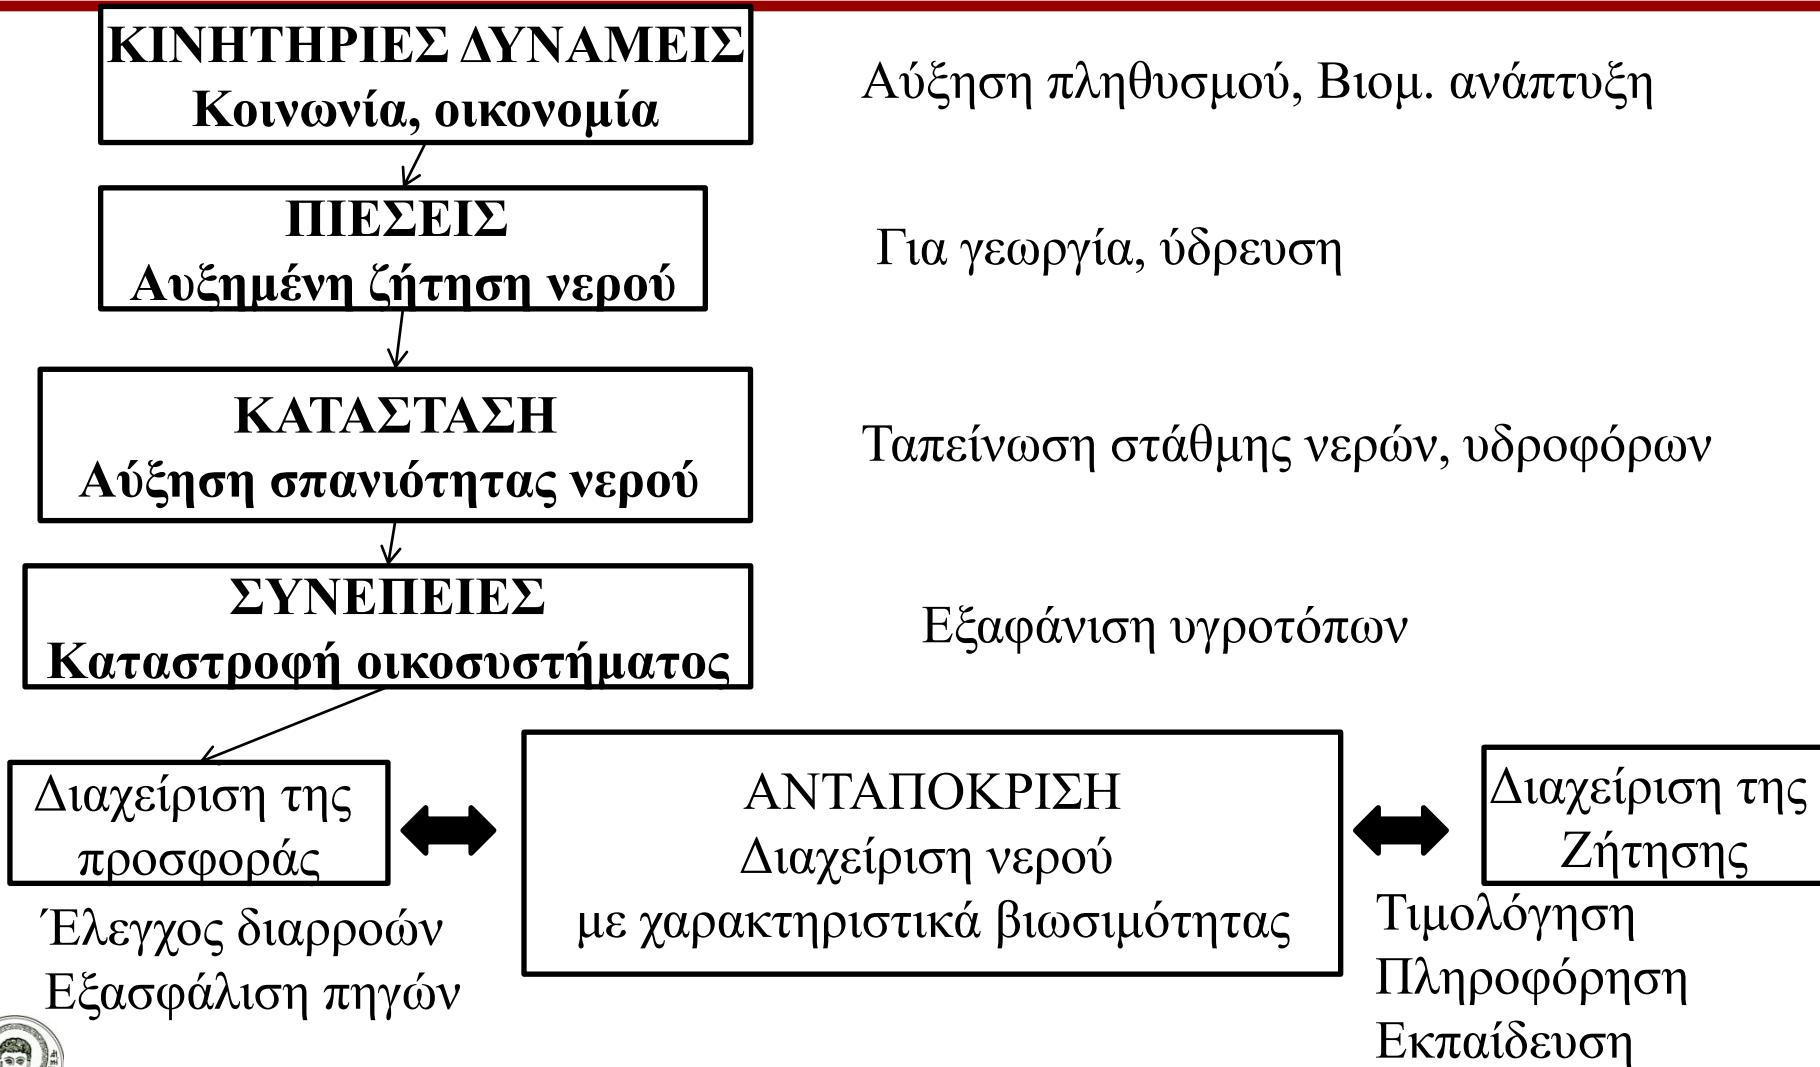 ΚΙΝΗΤΗΡΙΕΣ ΔΥΝΑΜΕΙΣ
Κοινωνία, οικονομία
Αύξηση πληθυσμού, Βιομ. ανάπτυξη
ΠΙΕΣΕΙΣ
Αυξημένη ζήτηση νερού
Για γεωργία, ύδρευση
ΚΑΤΑΣΤΑΣΗ
Αύξηση σπανιότητας νερού
Ταπείνωση στάθμης νερών, υδροφόρων
ΣΥΝΕΠΕΙΕΣ
Καταστροφή οικοσυστήματος
Εξαφάνιση υγροτόπων
Διαχείριση της
προσφοράς
Έλεγχος διαρροών
Εξασφάλιση πηγών
ΑΝΤΑΠΟΚΡΙΣΗ
Διαχείριση νερού
με χαρακτηριστικά βιωσιμότητας
Διαχείριση της
Ζήτησης
Τιμολόγηση
Πληροφόρηση
Εκπαίδευση